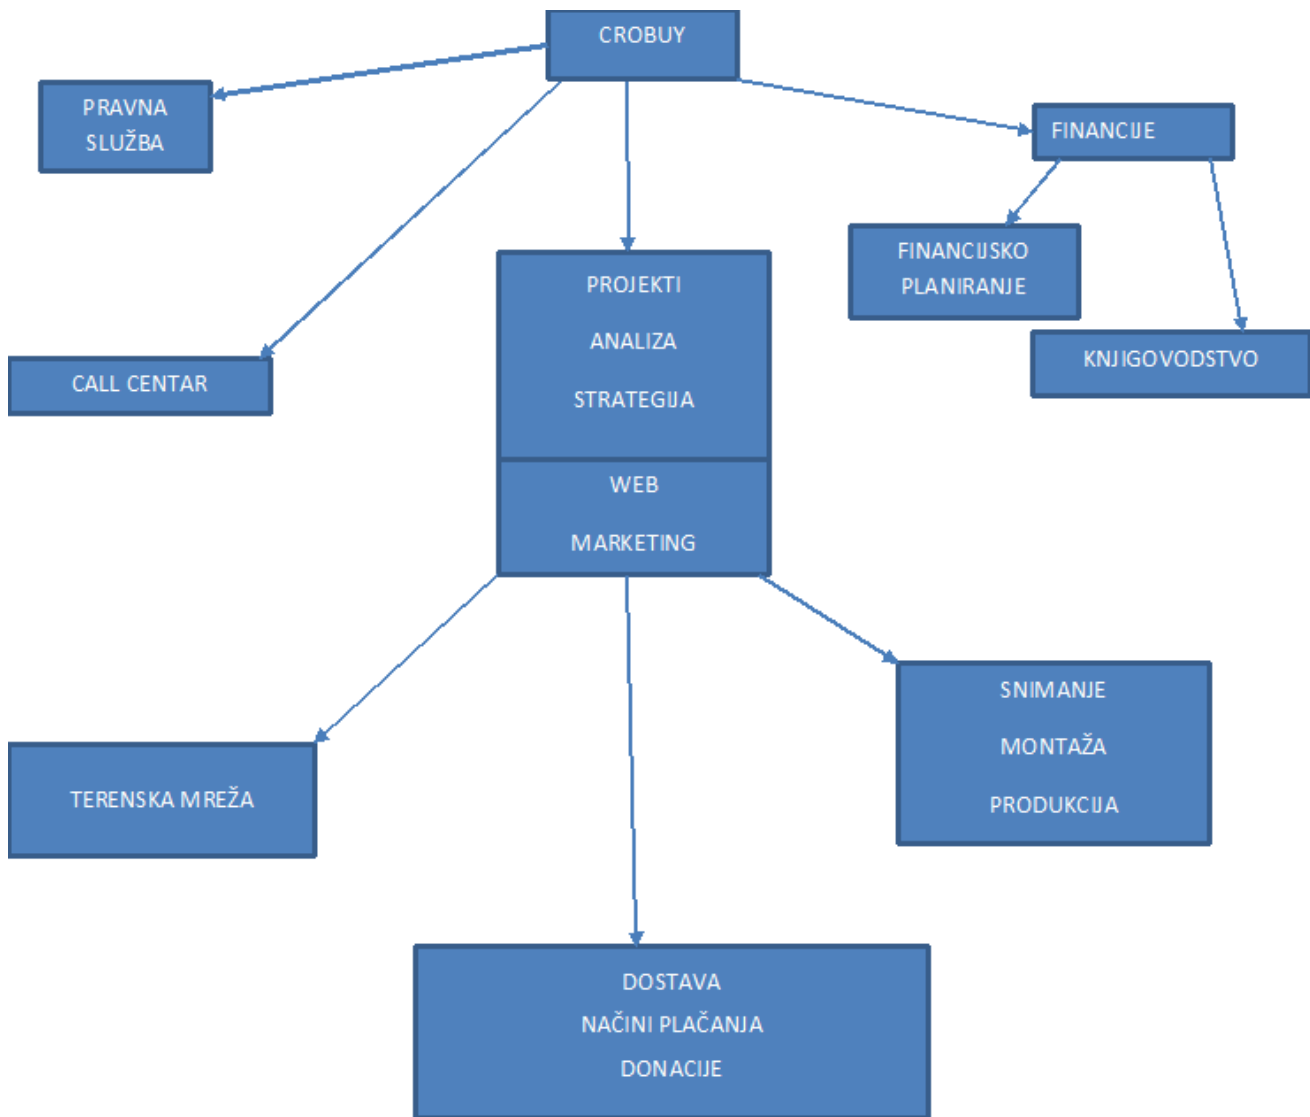 CROBUY
PRAVNA
SLUŽBA
FINANCIJE
FINANCIJSKO
PLANIRANJE
PROJEKTI
ANALIZA
STRATEGIJA
KNJIGOVODSTVO
CALL CENTAR
WEB
MARKETING
SNIMANJE
MONTAŽA
PRODUKCIJA
TERENSKA MREŽA
DOSTAVA
NAČINI PLAČANJA
DONACIJE